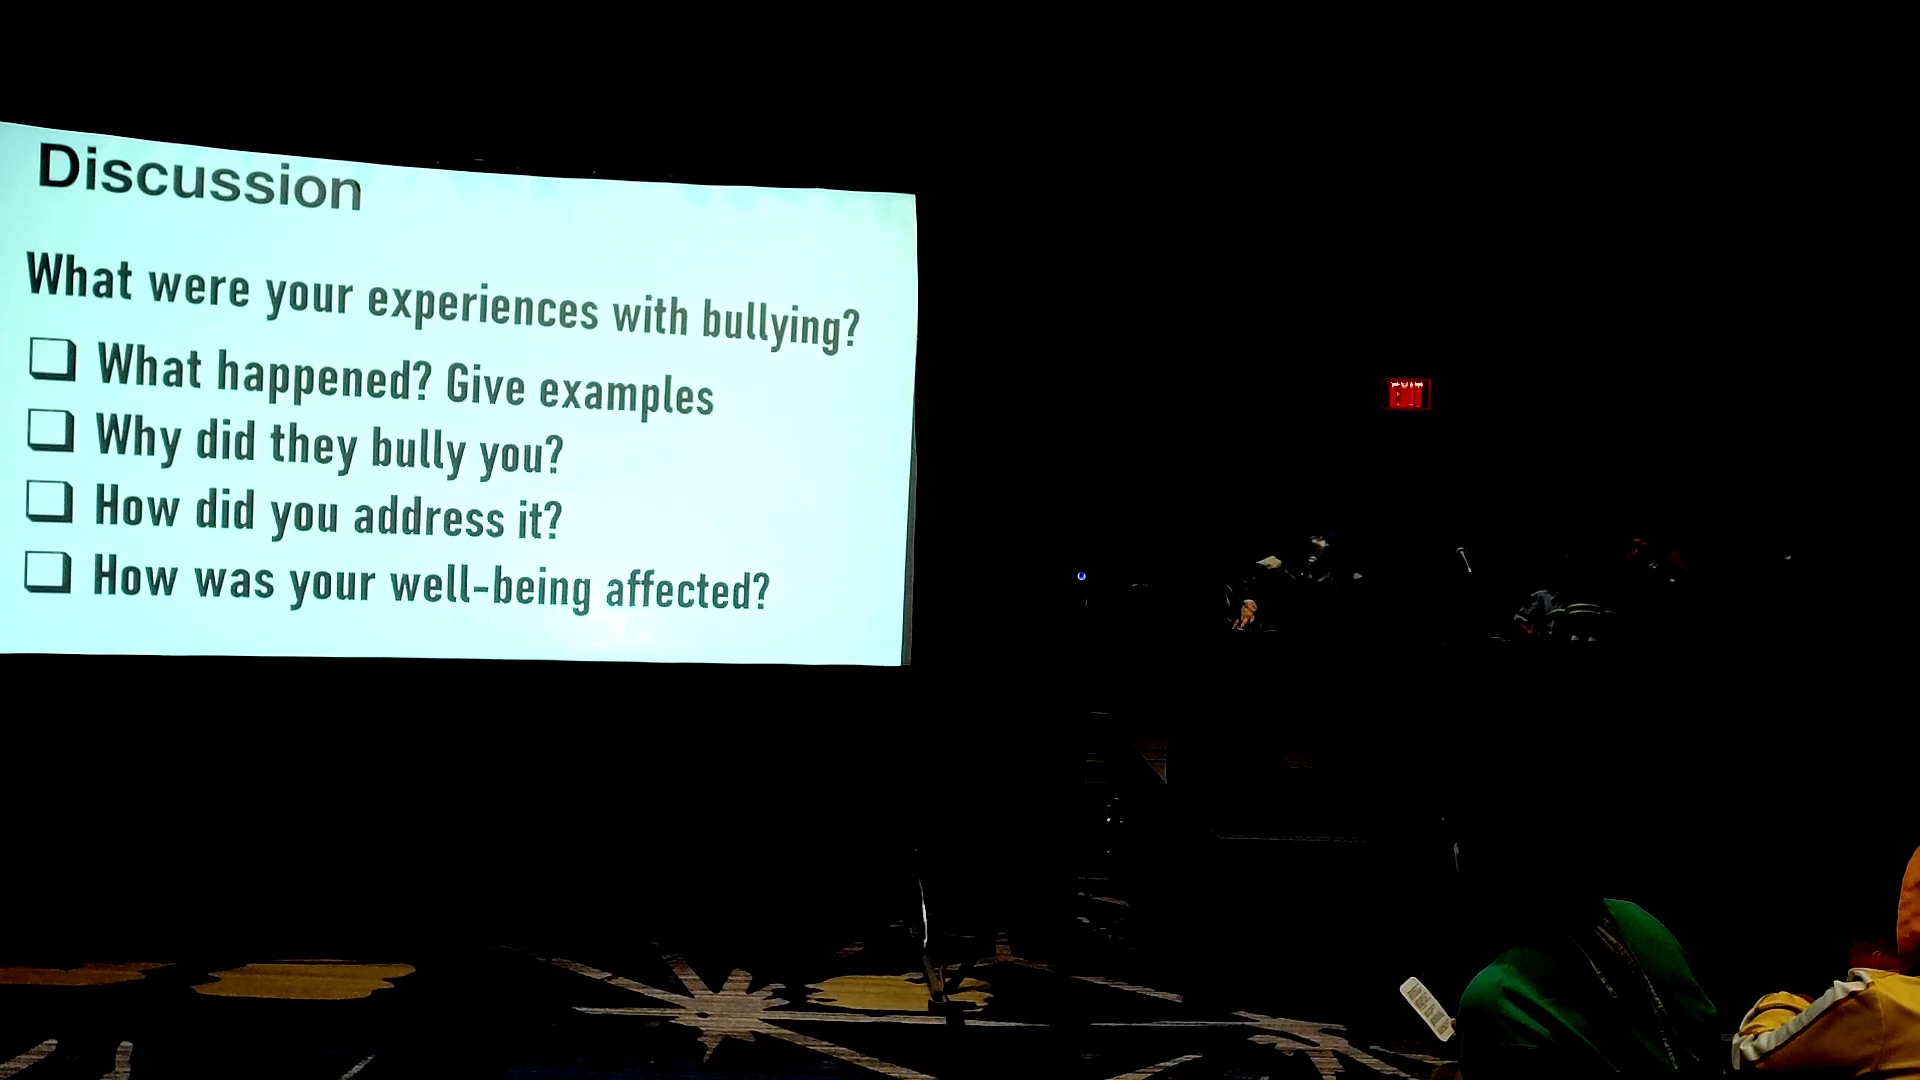 Discussion
What were your experiences with bullying?
What happened? Give examples
Why did they bully you?
How did you address it?
How was your well-being affected?
EXIT